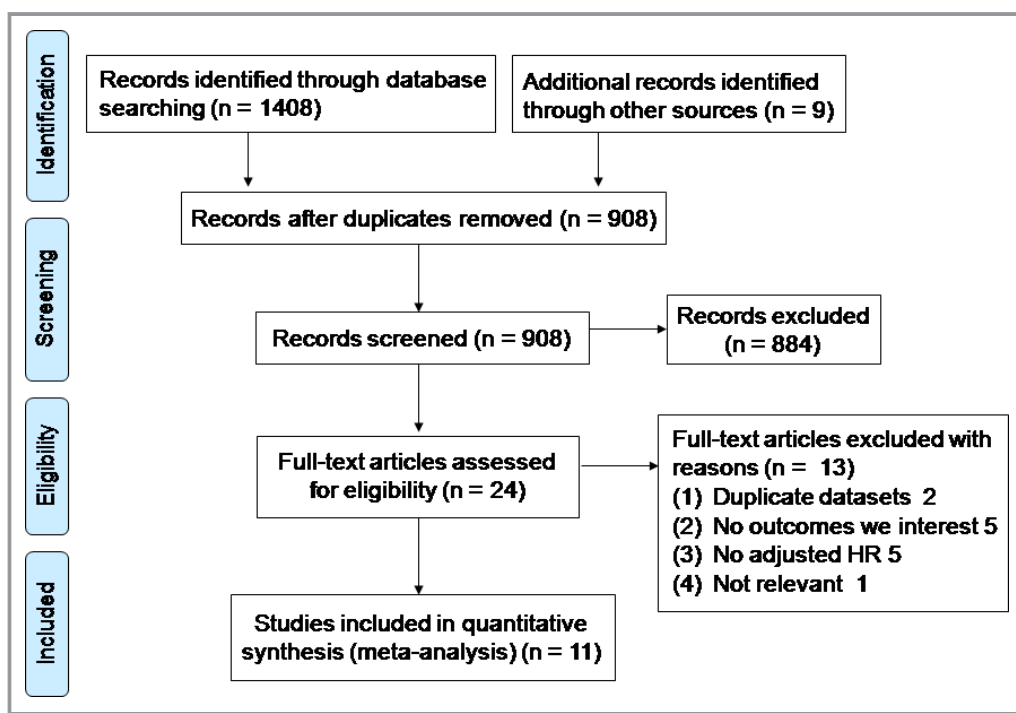 Identification
Records identified through database
searching (n = 1408)
Additional records identified
through other sources (n = 9)
Records after duplicates removed (n = 908)
Screening
Records screened (n = 908)
Records excluded
(n = 884)
Eligibility
Full-text articles assessed
for eligibility (n = 24)
Full-text articles excluded with
reasons (n = 13)
(1) Duplicate datasets 2
(2) No outcomes we interest 5
(3) No adjusted HR 5
(4) Not relevant 1
Included
Studies included in quantitative
synthesis (meta-analysis) (n = 11)